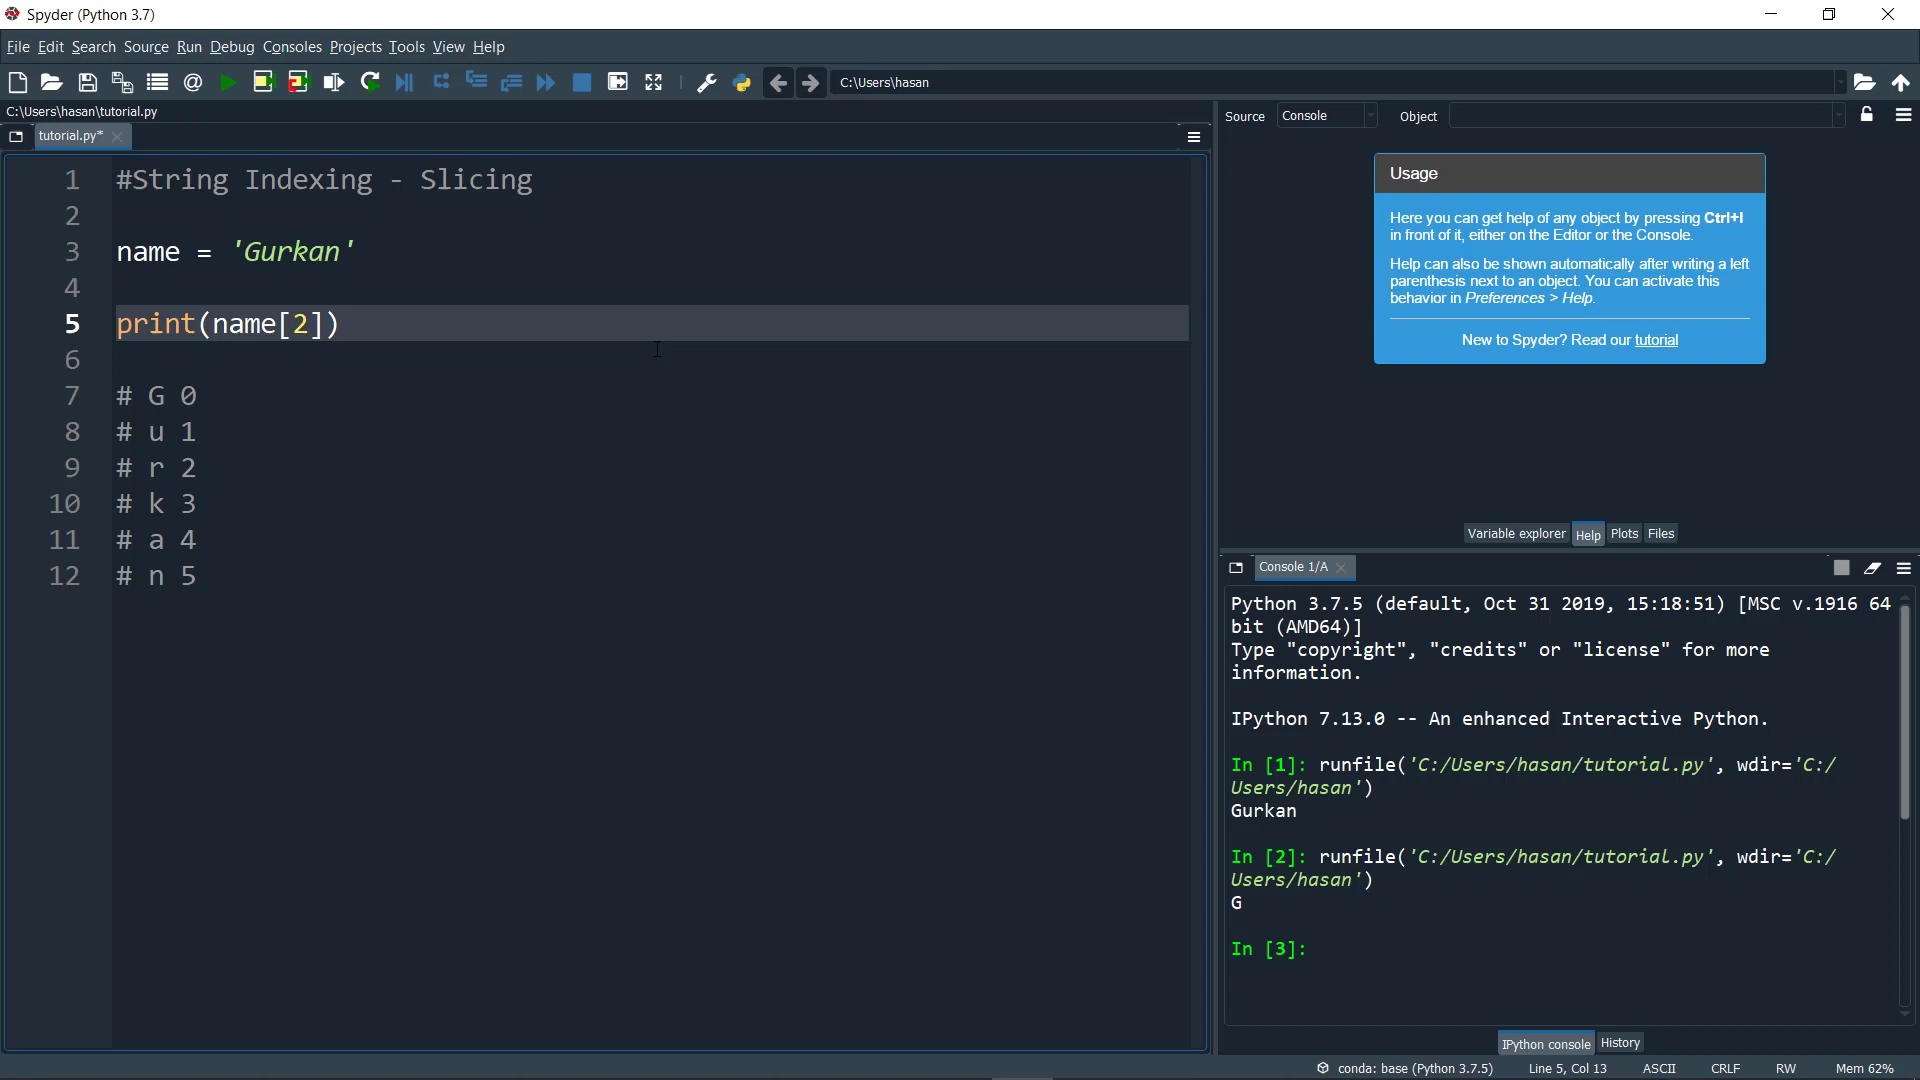 Spyder (Python 3.7)
File Edit Search Source Run Debug Consoles Projects Tools View Help
C:\Users\hasan
C:\Users\hasan\tutorial.py
tutorial.py*
1 #String Indexing - Slicing
2
3 name = 'Gurkan'
4
5 print(name[2])
6
7 # G 0
8 # u 1
9 # r 2
10 # k 3
11 # a 4
12 # n 5
Source Console Object
Usage
Here you can get help of any object by pressing Ctrl+I
in front of it, either on the Editor or the Console.
Help can also be shown automatically after writing a left
parenthesis next to an object. You can activate this
behavior in Preferences > Help.
New to Spyder? Read our tutorial
Variable explorer Help Plots Files
Console 1/A
Python 3.7.5 (default, Oct 31 2019, 15:18:51) [MSC v.1916 64
bit (AMD64)]
Type "copyright", "credits" or "license" for more
information.
IPython 7.13.0 -- An enhanced Interactive Python.
In [1]: runfile('C:/Users/hasan/tutorial.py', wdir='C:/
Users/hasan')
Gurkan
In [2]: runfile('C:/Users/hasan/tutorial.py', wdir='C:/
Users/hasan')
G
In [3]:
IPython console History
conda: base (Python 3.7.5) Line 5, Col 13 ASCII CRLF RW Mem 62%